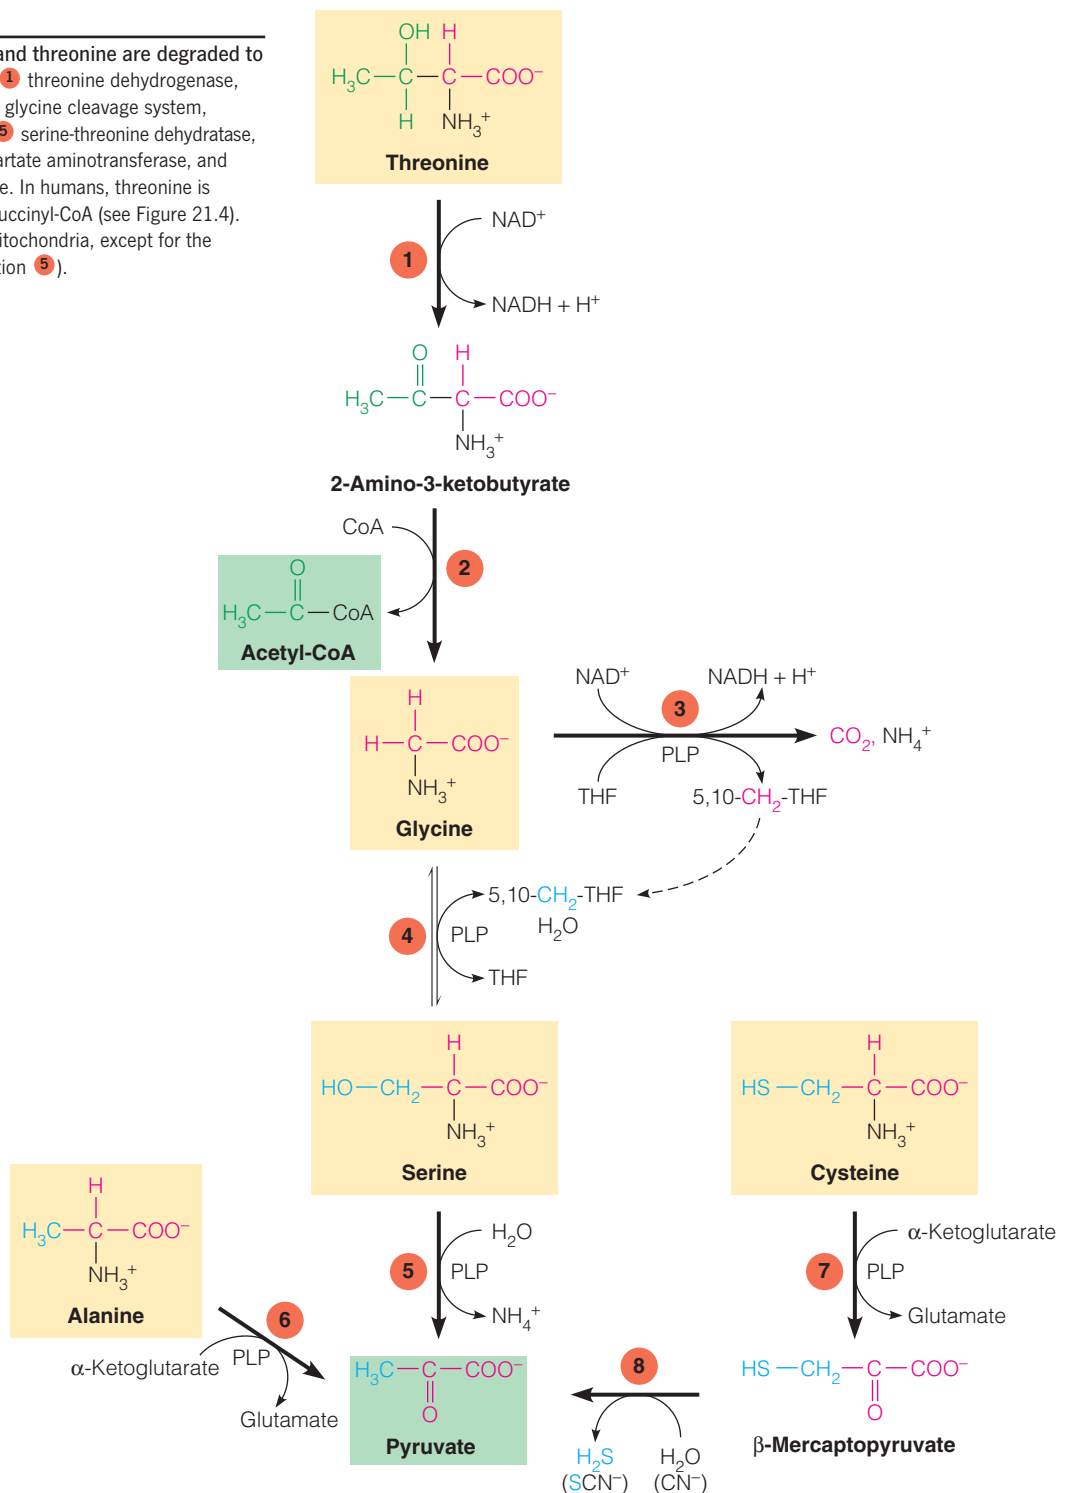 and threonine are degraded to
1 threonine dehydrogenase,
glycine cleavage system,
5 serine-threonine dehydratase,
aminotransferase, and
In humans, threonine is
(see Figure 21.4).
except for the
5 ).
OH H
H₃C—C—C—COO⁻
H NH₃⁺
Threonine
NAD⁺
1
NADH + H⁺
O H
H₃C—C—C—COO⁻
NH₃⁺
2-Amino-3-ketobutyrate
CoA
2
O
H₃C—C—CoA
Acetyl-CoA
H
H—C—COO⁻
NH₃⁺
Glycine
NAD⁺ NADH + H⁺
3
PLP
CO₂, NH₄⁺
THF 5,10-CH₂-THF
5,10-CH₂-THF
H₂O
4 PLP
THF
H
HO—CH₂—C—COO⁻
NH₃⁺
Serine
H
HS—CH₂—C—COO⁻
NH₃⁺
Cysteine
H
H₃C—C—COO⁻
NH₃⁺
Alanine
H₂O
5 PLP
NH₄⁺
α-Ketoglutarate
7 PLP
Glutamate
6
α-Ketoglutarate PLP
Glutamate
H₃C—C—COO⁻
O
Pyruvate
8
H₂S H₂O
(SCN⁻) (CN⁻)
HS—CH₂—C—COO⁻
O
β-Mercaptopyruvate